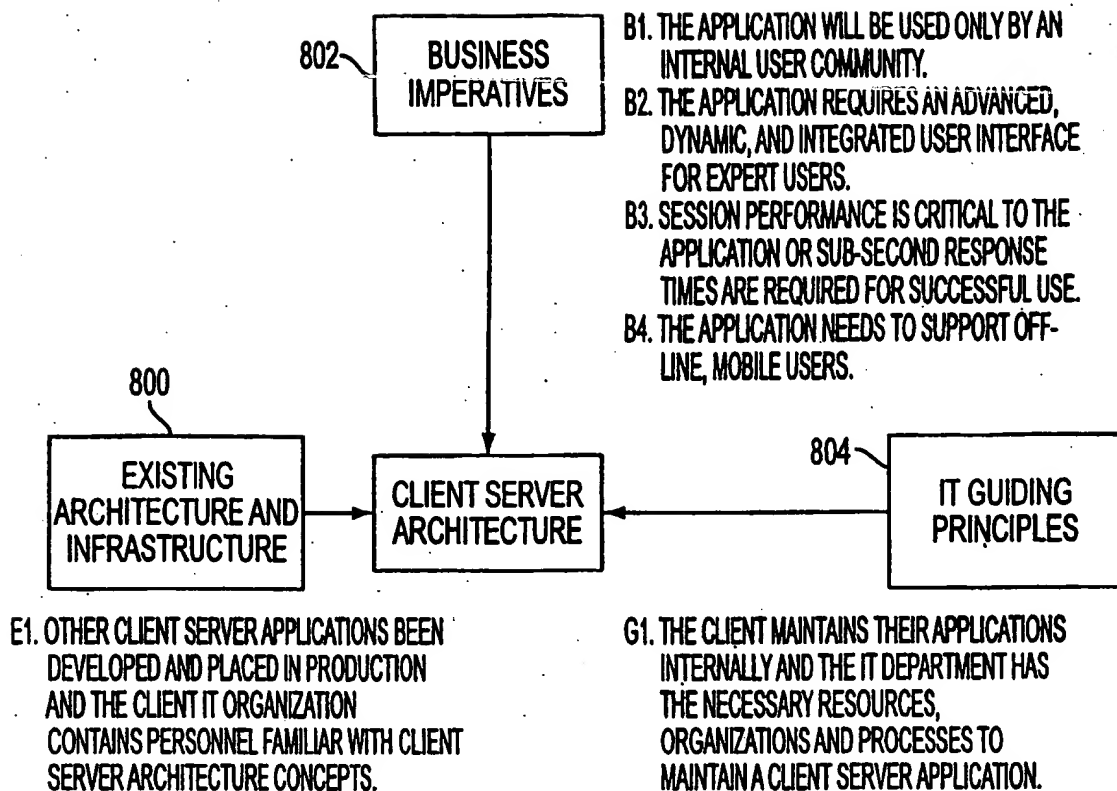 802
BUSINESS
IMPERATIVES
B1. THE APPLICATION WILL BE USED ONLY BY AN
INTERNAL USER COMMUNITY.
B2. THE APPLICATION REQUIRES AN ADVANCED,
DYNAMIC, AND INTEGRATED USER INTERFACE
FOR EXPERT USERS.
B3. SESSION PERFORMANCE IS CRITICAL TO THE
APPLICATION OR SUB-SECOND RESPONSE
TIMES ARE REQUIRED FOR SUCCESSFUL USE.
B4. THE APPLICATION NEEDS TO SUPPORT OFF-
LINE, MOBILE USERS.
800
EXISTING
ARCHITECTURE AND
INFRASTRUCTURE
CLIENT SERVER
ARCHITECTURE
804
IT GUIDING
PRINCIPLES
E1. OTHER CLIENT SERVER APPLICATIONS BEEN
DEVELOPED AND PLACED IN PRODUCTION
AND THE CLIENT IT ORGANIZATION
CONTAINS PERSONNEL FAMILIAR WITH CLIENT
SERVER ARCHITECTURE CONCEPTS.
G1. THE CLIENT MAINTAINS THEIR APPLICATIONS
INTERNALLY AND THE IT DEPARTMENT HAS
THE NECESSARY RESOURCES,
ORGANIZATIONS AND PROCESSES TO
MAINTAIN A CLIENT SERVER APPLICATION.